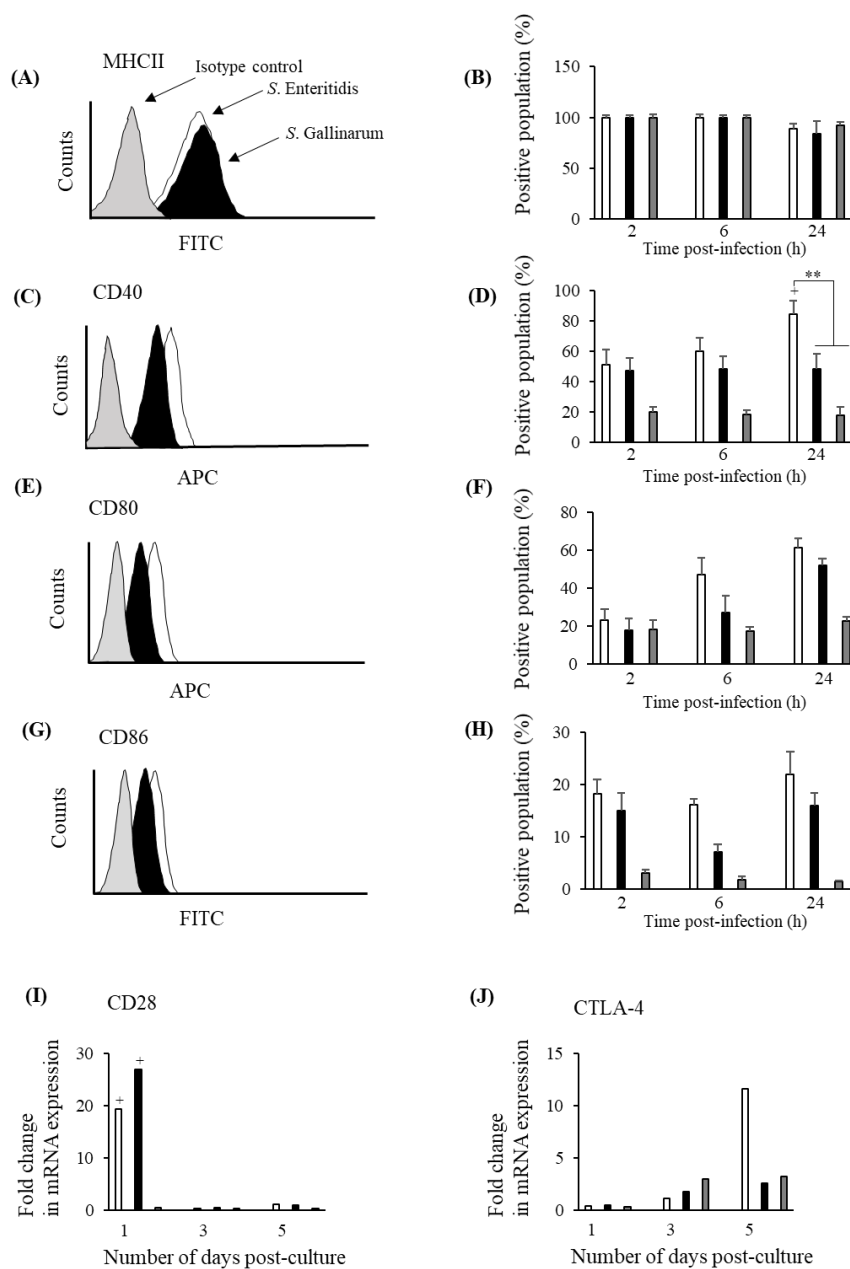 (A)
MHCII
Isotype control
S. Enteritidis
S. Gallinarum
Counts
FITC
(B)
Positive population (%)
150
100
50
0
2 6 24
Time post-infection (h)
(C)
CD40
Counts
APC
(D)
Positive population (%)
100
80
60
40
20
0
+
**
2 6 24
Time post-infection (h)
(E)
CD80
Counts
APC
(F)
Positive population (%)
80
60
40
20
0
2 6 24
Time post-infection (h)
(G)
CD86
Counts
FITC
(H)
Positive population (%)
30
20
10
0
2 6 24
Time post-infection (h)
(I)
CD28
Fold change
in mRNA expression
30
20
10
0
+
+
1 3 5
Number of days post-culture
(J)
CTLA-4
Fold change
in mRNA expression
15
10
5
0
1 3 5
Number of days post-culture